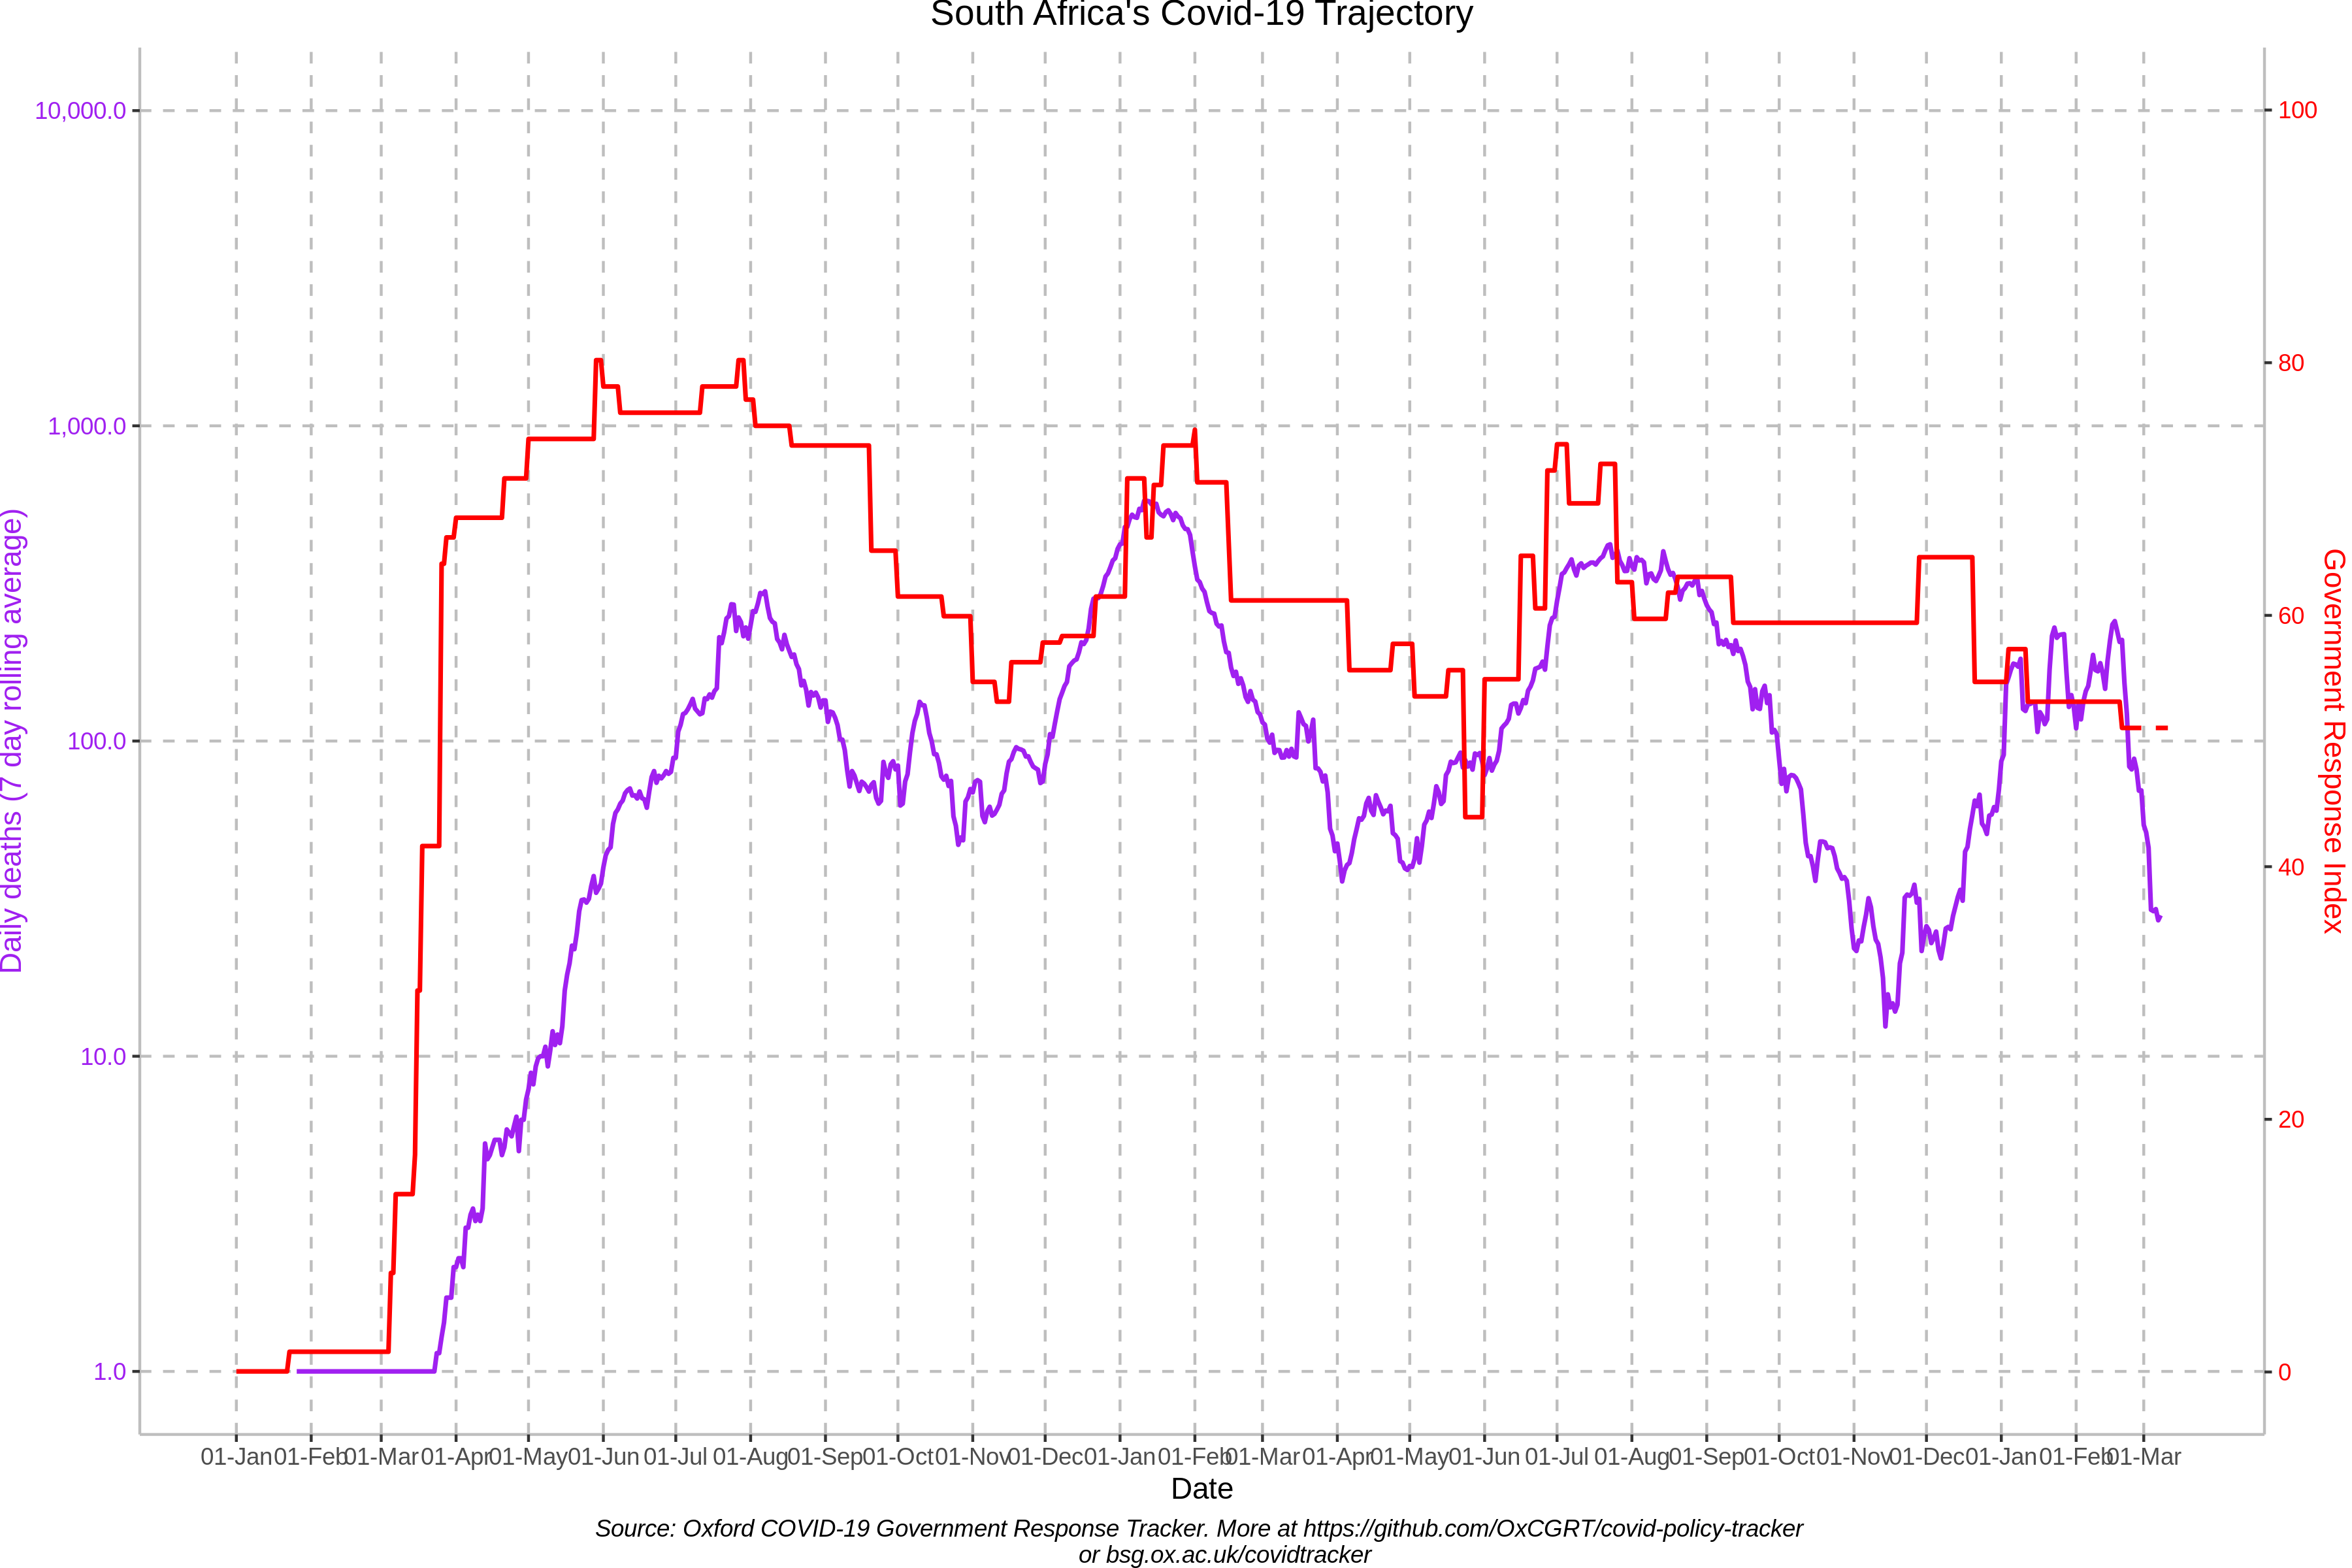 South Africa's Covid-19 Trajectory
10,000.0
1,000.0
100.0
10.0
1.0
Daily deaths (7 day rolling average)
100
80
60
40
20
0
Government Response Index
01-Jan 01-Feb 01-Mar 01-Apr 01-May 01-Jun 01-Jul 01-Aug 01-Sep 01-Oct 01-Nov 01-Dec 01-Jan 01-Feb 01-Mar 01-Apr 01-May 01-Jun 01-Jul 01-Aug 01-Sep 01-Oct 01-Nov 01-Dec 01-Jan 01-Feb 01-Mar
Date
Source: Oxford COVID-19 Government Response Tracker. More at https://github.com/OxCGRT/covid-policy-tracker
or bsg.ox.ac.uk/covidtracker